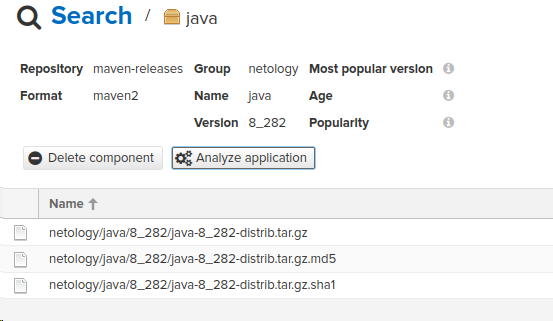 Search / java
Repository maven-releases Group netology Most popular version
Format maven2 Name java Age
Version 8_282 Popularity
Delete component Analyze application
Name
netology/java/8_282/java-8_282-distrib.tar.gz
netology/java/8_282/java-8_282-distrib.tar.gz.md5
netology/java/8_282/java-8_282-distrib.tar.gz.sha1